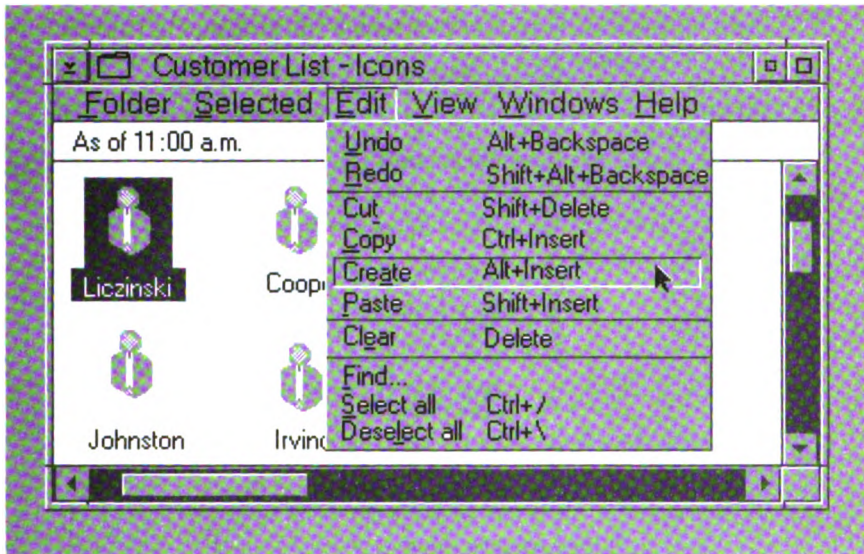 Customer List - Icons
Folder Selected Edit View Windows Help
As of 11:00 a.m.
Undo Alt+Backspace
Redo Shift+Alt+Backspace
Cut Shift+Delete
Copy Ctrl+Insert
Create Alt+Insert
Paste Shift+Insert
Clear Delete
Find...
Select all Ctrl+/
Deselect all Ctrl+\
Liczinski
Coop
Johnston
Irvin